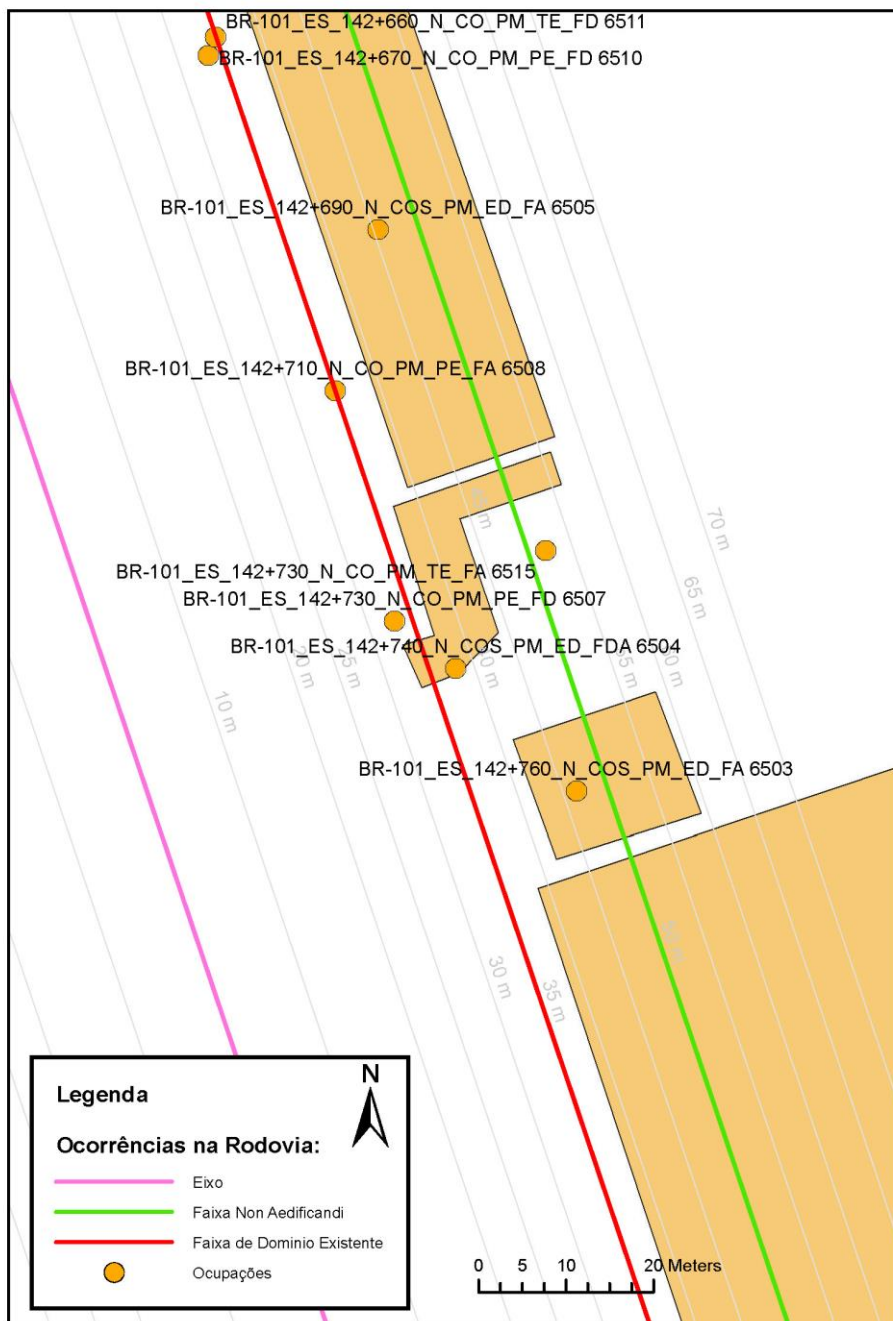 BR-101_ES_142+660_N_CO_PM_TE_FD 6511
BR-101_ES_142+670_N_CO_PM_PE_FD 6510
BR-101_ES_142+690_N_COS_PM_ED_FA 6505
BR-101_ES_142+710_N_CO_PM_PE_FA 6508
70 m
BR-101_ES_142+730_N_CO_PM_TE_FA 6515
BR-101_ES_142+730_N_CO_PM_PE_FD 6507
65 m
BR-101_ES_142+740_N_COS_PM_ED_FDA 6504
10 m
20 m
25 m
BR-101_ES_142+760_N_COS_PM_ED_FA 6503
30 m
35 m
Legenda
N
Ocorrências na Rodovia:
Eixo
Faixa Non Aedificandi
Faixa de Dominio Existente
Ocupações
0 5 10 20 Meters